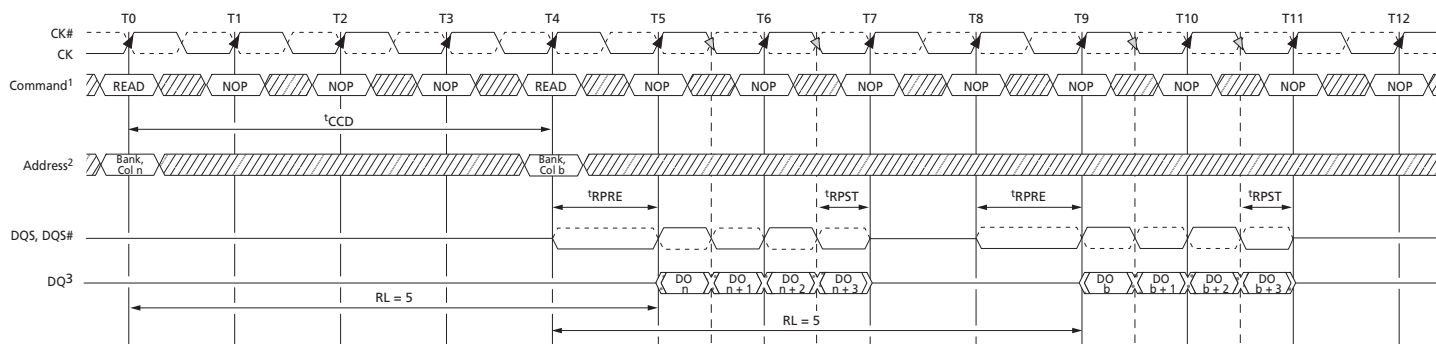 T0 T1 T2 T3 T4 T5 T6 T7 T8 T9 T10 T11 T12
CK#
CK
Command1 READ NOP NOP NOP READ NOP NOP NOP NOP NOP NOP NOP NOP
tCCD
Address2 Bank, Col n Bank, Col b
tRPRE tRPST tRPRE tRPST
DQS, DQS#
DQ3 DO n DO n + 1 DO n + 2 DO n + 3 DO b DO b + 1 DO b + 2 DO b + 3
RL = 5
RL = 5